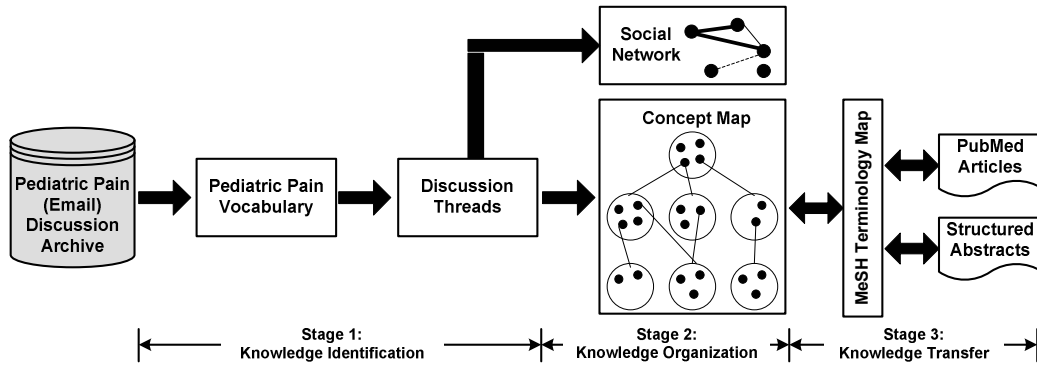 Social
Network
Concept Map
Pediatric Pain
(Email)
Discussion
Archive
Pediatric Pain
Vocabulary
Discussion
Threads
MeSH Terminology Map
PubMed
Articles
Structured
Abstracts
Stage 1:
Knowledge Identification
Stage 2:
Knowledge Organization
Stage 3:
Knowledge Transfer